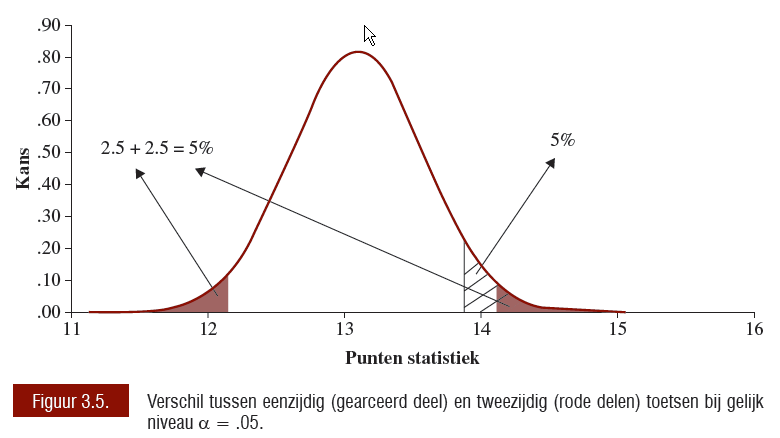 .90
.80
.70
.60
.50
.40
.30
.20
.10
.00
Kans
2.5 + 2.5 = 5%
5%
11 12 13 14 15 16
Punten statistiek
Figuur 3.5. Verschil tussen eenzijdig (gearceerd deel) en tweezijdig (rode delen) toetsen bij gelijk
niveau α = .05.